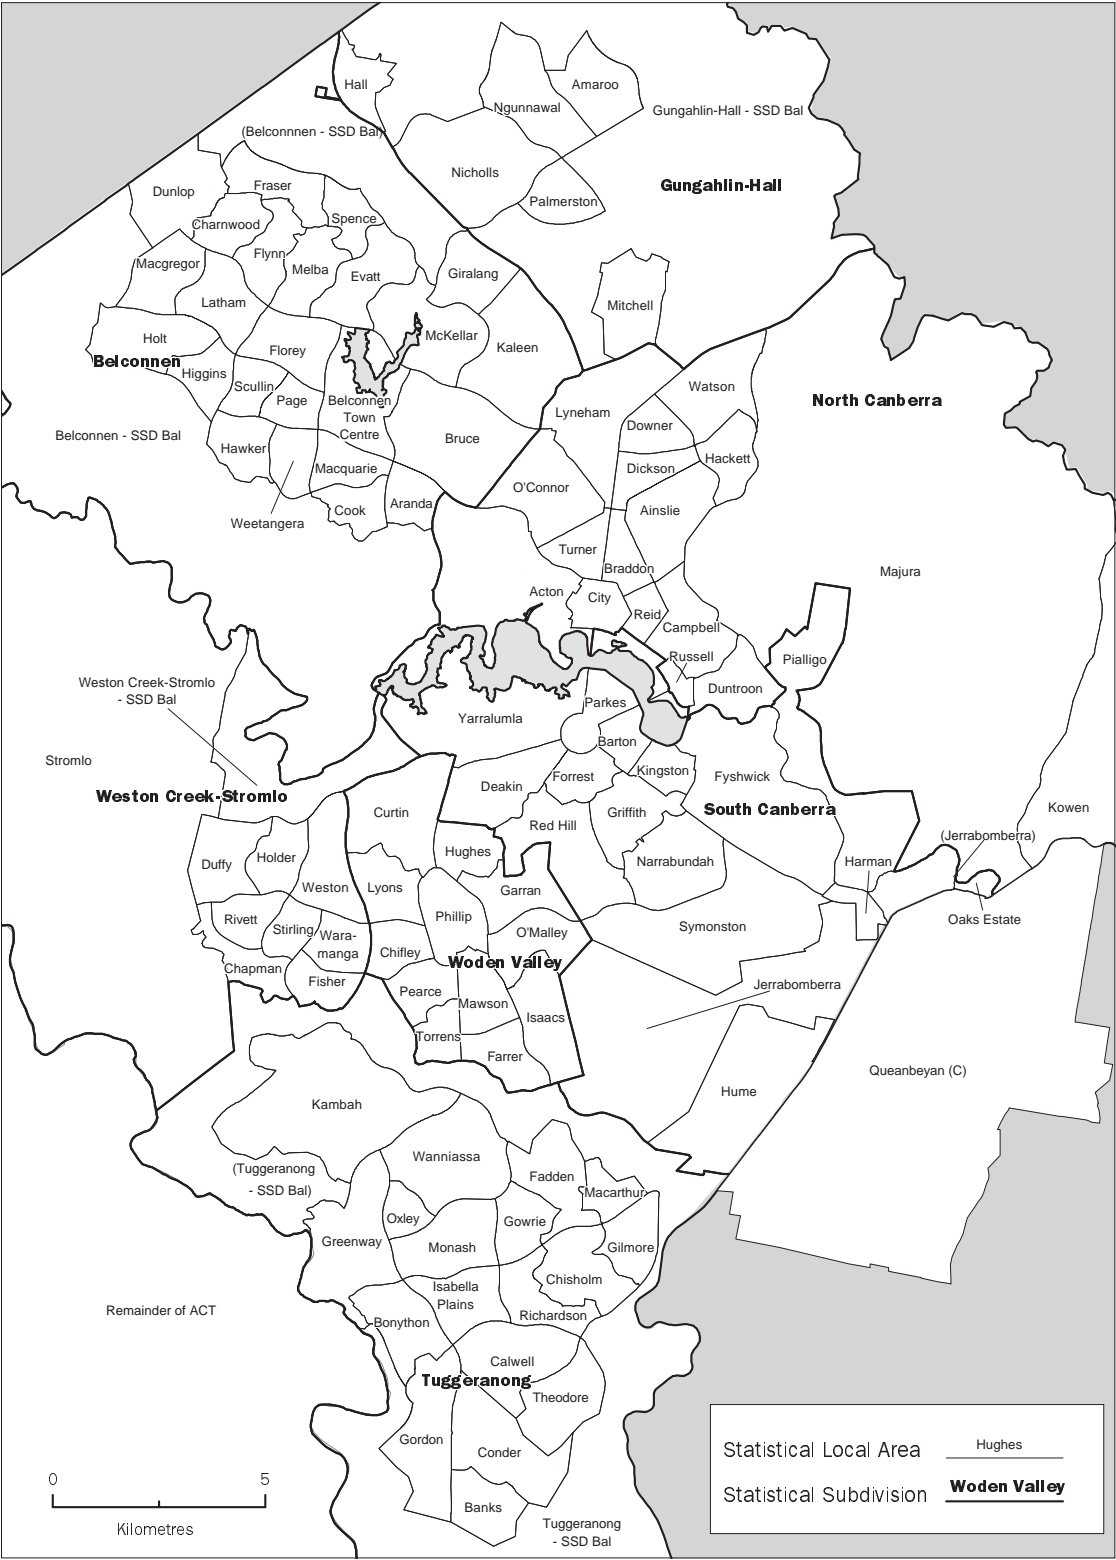 Hall
Amaroo
Ngunnawal
Gungahlin-Hall - SSD Bal
(Belconnnen - SSD Bal)
Nicholls
Gungahlin-Hall
Dunlop
Fraser
Palmerston
Charnwood
Spence
Flynn
Macgregor
Melba
Evatt
Giralang
Latham
Mitchell
Holt
McKellar
Florey
Kaleen
Belconnen
Higgins
Scullin
Page
Watson
North Canberra
Belconnen
Town
Centre
Lyneham
Downer
Belconnen - SSD Bal
Bruce
Hawker
Macquarie
Dickson
Hackett
O'Connor
Weetangera
Cook
Aranda
Ainslie
Turner
Braddon
Majura
Acton
City
Reid
Campbell
Russell
Pialligo
Weston Creek-Stromlo
- SSD Bal
Duntroon
Parkes
Yarralumla
Barton
Stromlo
Kingston
Forrest
Fyshwick
Deakin
Weston Creek-Stromlo
South Canberra
Kowen
Curtin
Griffith
Red Hill
(Jerrabomberra)
Hughes
Narrabundah
Harman
Duffy
Holder
Weston
Lyons
Garran
Rivett
Stirling
Phillip
Oaks Estate
Wara-
manga
O'Malley
Symonston
Chifley
Woden Valley
Chapman
Fisher
Pearce
Mawson
Jerrabomberra
Isaacs
Torrens
Farrer
Queanbeyan (C)
Hume
Kambah
Wanniassa
(Tuggeranong
- SSD Bal)
Fadden
Macarthur
Oxley
Gowrie
Greenway
Monash
Gilmore
Chisholm
Isabella
Plains
Remainder of ACT
Bonython
Richardson
Calwell
Tuggeranong
Theodore
Gordon
Conder
Banks
Tuggeranong
- SSD Bal
0 5
Kilometres
Statistical Local Area Hughes
Statistical Subdivision Woden Valley